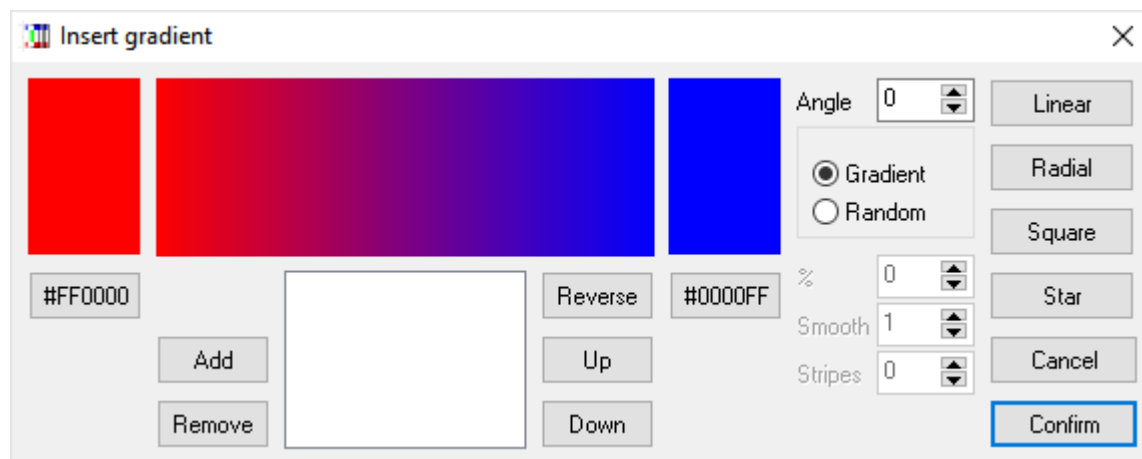 Insert gradient
Angle 0
Linear
Gradient
Random
Radial
Square
#FF0000
Reverse
#0000FF
% 0
Star
Smooth 1
Add
Up
Stripes 0
Cancel
Remove
Down
Confirm